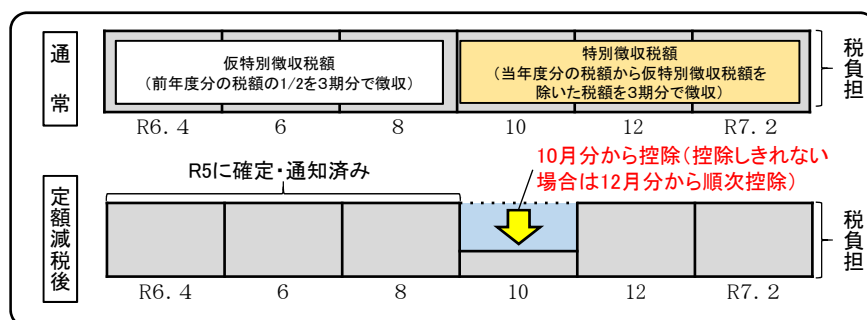 通常
仮特別徴収税額
(前年度分の税額の1/2を3期分で徴収)
特別徴収税額
(当年度分の税額から仮特別徴収税額を
除いた税額を3期分で徴収)
税負担
R6.4 6 8 10 12 R7.2
R5に確定・通知済み
10月分から控除(控除しきれない
場合は12月分から順次控除)
定額減税後
税負担
R6.4 6 8 10 12 R7.2